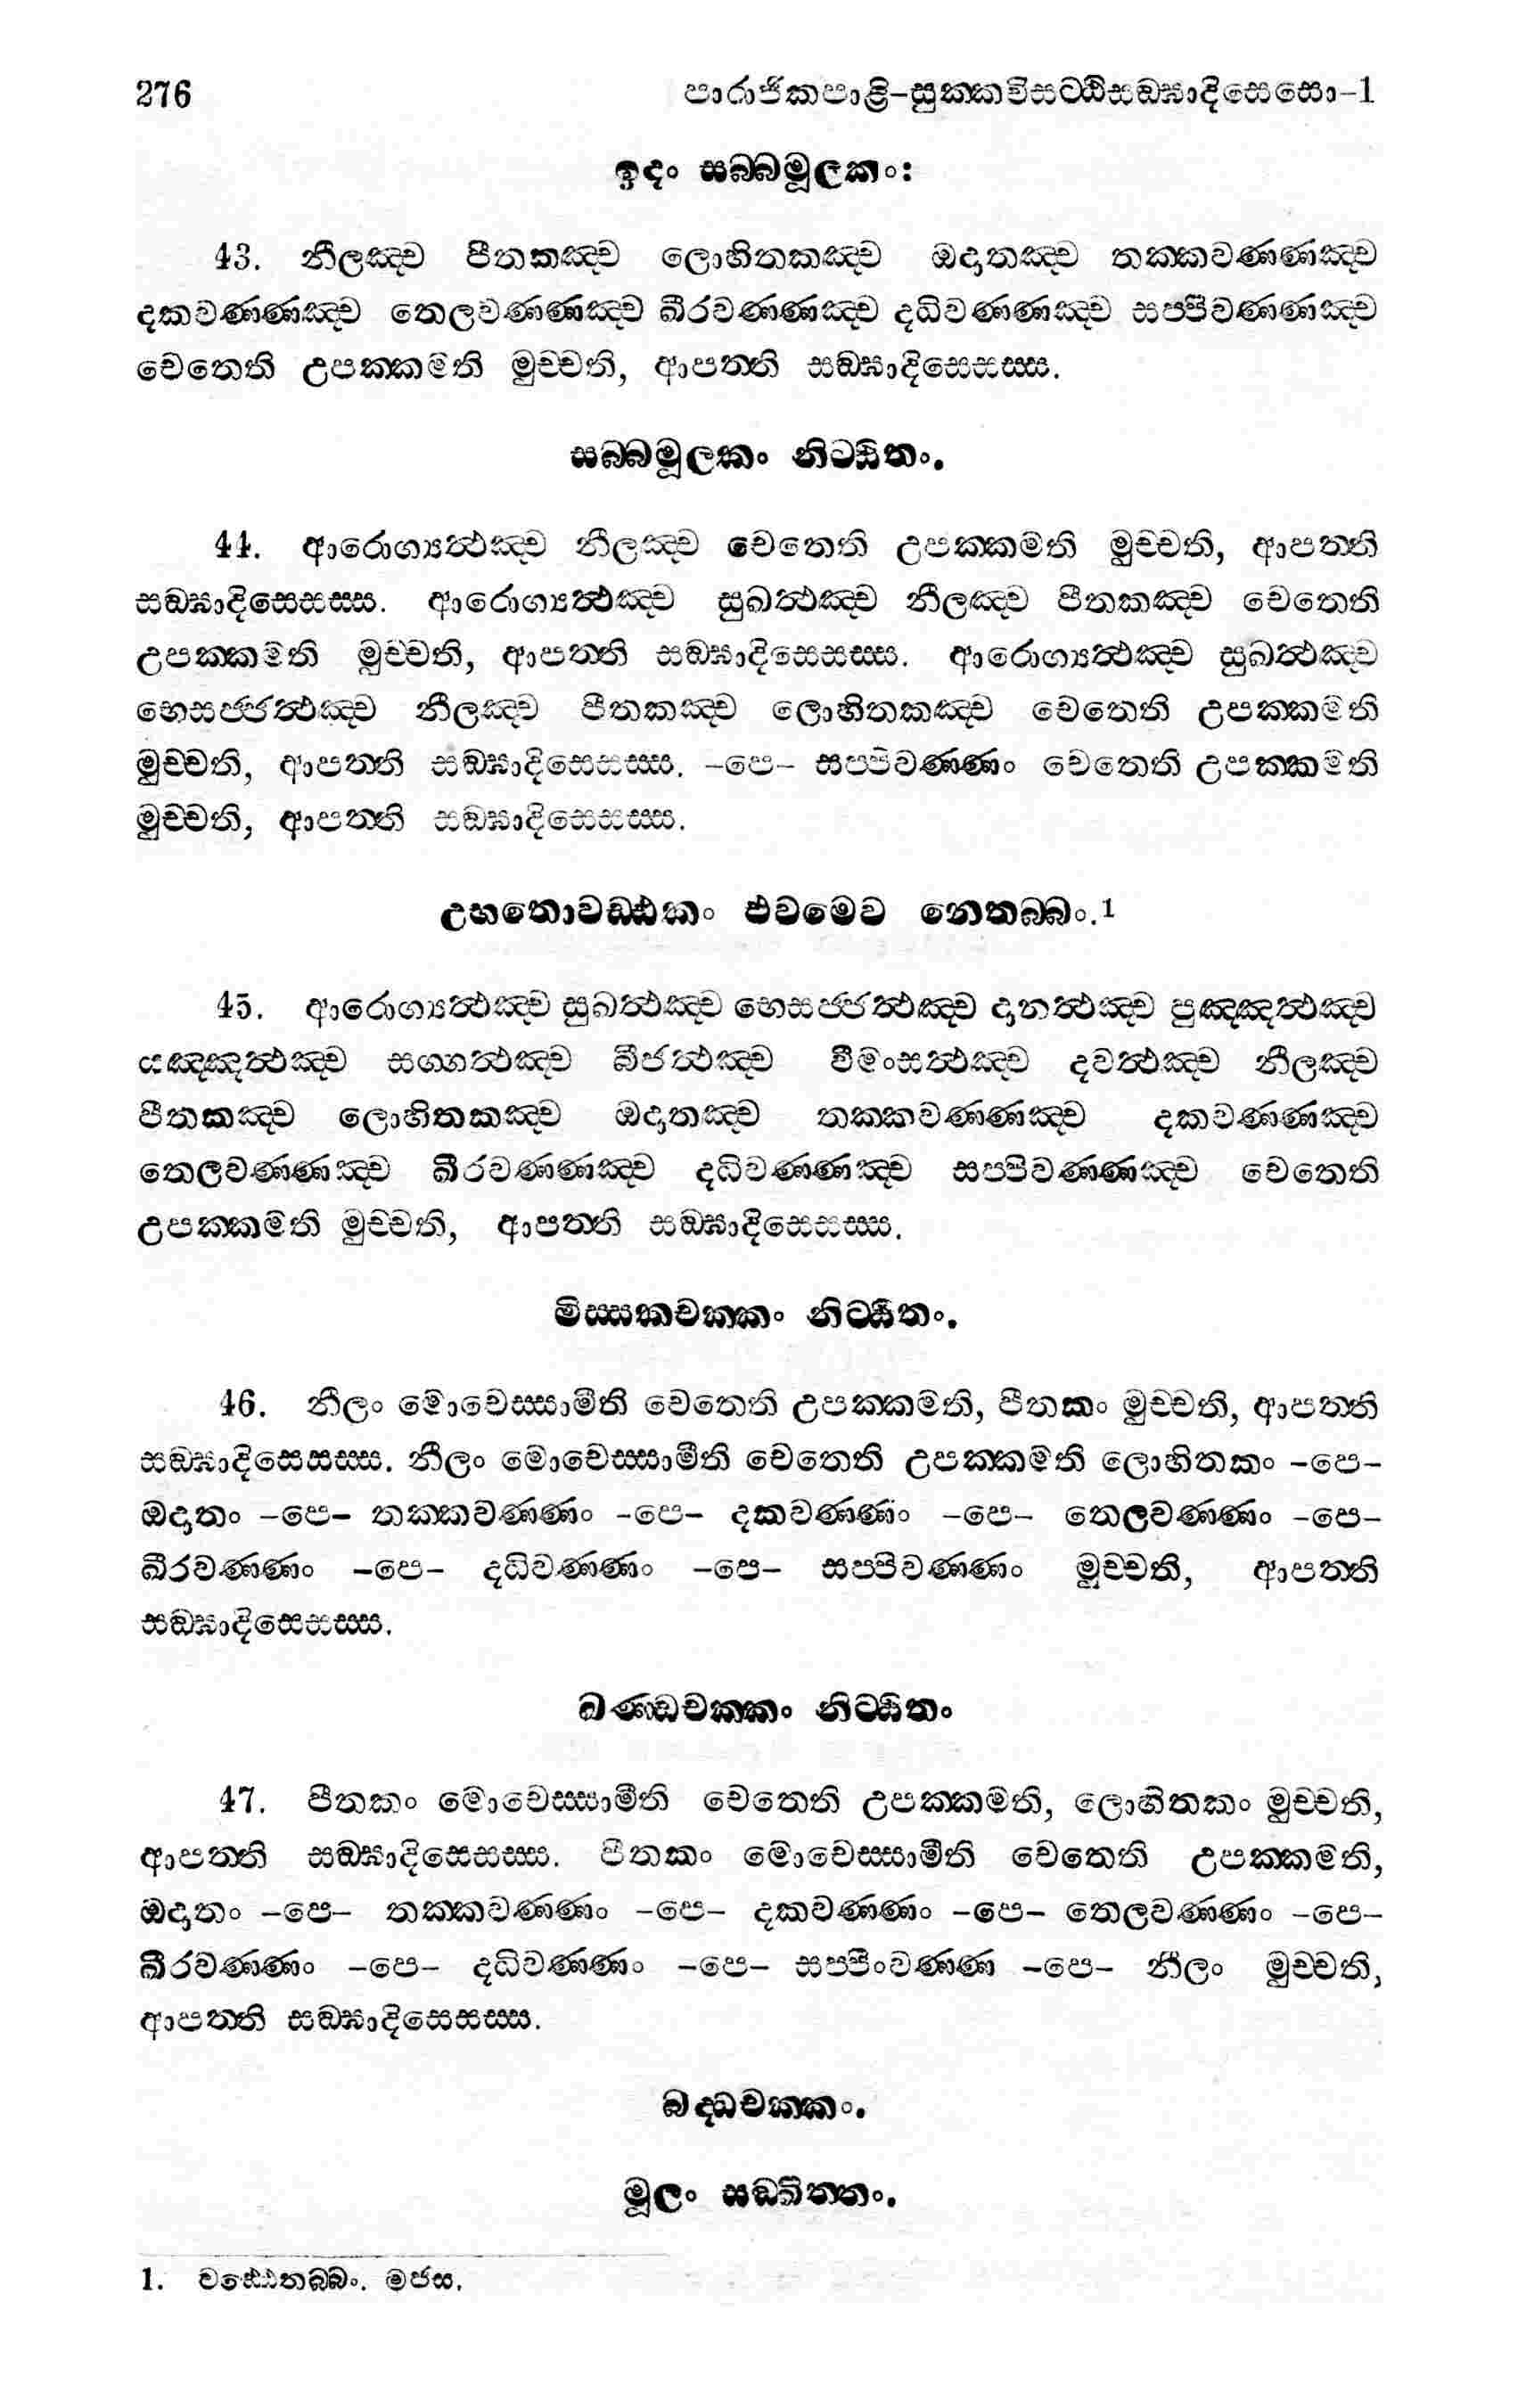 276 පාරාජිකපාළි–සුක්කවිසට්ඨිසඞ්ඝාදිසෙසො–1
ඉදං සබ්බමූලකං:
43. නීලඤ්ච පීතකඤ්ච ලොහිතකඤ්ච ඔදාතඤ්ච තක්කවණ්ණඤ්ච
දකවණ්ණඤ්ච තෙලවණ්ණඤ්ච ඛීරවණ්ණඤ්ච දධිවණ්ණඤ්ච සප්පිවණ්ණඤ්ච
චෙතෙති උපක්කමති මුච්චති, ආපත්ති සඞ්ඝාදිසෙසස්ස.
සබ්බමූලකං නිට්ඨිතං.
44. ආරොග්‍යත්ථඤ්ච නීලඤ්ච චෙතෙති උපක්කමති මුච්චති, ආපත්ති
සඞ්ඝාදිසෙසස්ස. ආරොග්‍යත්ථඤ්ච සුඛත්ථඤ්ච නීලඤ්ච පීතකඤ්ච චෙතෙති
උපක්කමති මුච්චති, ආපත්ති සඞ්ඝාදිසෙසස්ස. ආරොග්‍යත්ථඤ්ච සුඛත්ථඤ්ච
භෙසජ්ජත්ථඤ්ච නීලඤ්ච පීතකඤ්ච ලොහිතකඤ්ච චෙතෙති උපක්කමති
මුච්චති, ආපත්ති සඞ්ඝාදිසෙසස්ස. –පෙ– සප්පිවණ්ණං චෙතෙති උපක්කමති
මුච්චති, ආපත්ති සඞ්ඝාදිසෙසස්ස.
උභතොවඩ්ඪකං එවමෙව නෙතබ්බං.1
45. ආරොග්‍යත්ථඤ්ච සුඛත්ථඤ්ච භෙසජ්ජත්ථඤ්ච දානත්ථඤ්ච පුඤ්ඤත්ථඤ්ච
යඤ්ඤත්ථඤ්ච සග්ගත්ථඤ්ච බීජත්ථඤ්ච වීමංසත්ථඤ්ච දවත්ථඤ්ච නීලඤ්ච
පීතකඤ්ච ලොහිතකඤ්ච ඔදාතඤ්ච තක්කවණ්ණඤ්ච දකවණ්ණඤ්ච
තෙලවණ්ණඤ්ච ඛීරවණ්ණඤ්ච දධිවණ්ණඤ්ච සප්පිවණ්ණඤ්ච චෙතෙති
උපක්කමති මුච්චති, ආපත්ති සඞ්ඝාදිසෙසස්ස.
මිස්සකචක්කං නිට්ඨිතං.
46. නීලං මොචෙස්සාමීති චෙතෙති උපක්කමති, පීතකං මුච්චති, ආපත්ති
සඞ්ඝාදිසෙසස්ස. නීලං මොචෙස්සාමීති චෙතෙති උපක්කමති ලොහිතකං –පෙ–
ඔදාතං –පෙ– තක්කවණ්ණං –පෙ– දකවණ්ණං –පෙ– තෙලවණ්ණං –පෙ–
ඛීරවණ්ණං –පෙ– දධිවණ්ණං –පෙ– සප්පිවණ්ණං මුච්චති, ආපත්ති
සඞ්ඝාදිසෙසස්ස.
ඛණ්ඩචක්කං නිට්ඨිතං
47. පීතකං මොචෙස්සාමීති චෙතෙති උපක්කමති, ලොහිතකං මුච්චති,
ආපත්ති සඞ්ඝාදිසෙසස්ස. පීතකං මොචෙස්සාමීති චෙතෙති උපක්කමති,
ඔදාතං –පෙ– තක්කවණ්ණං –පෙ– දකවණ්ණං –පෙ– තෙලවණ්ණං –පෙ–
ඛීරවණ්ණං –පෙ– දධිවණ්ණං –පෙ– සප්පිංවණ්ණ –පෙ– නීලං මුච්චති,
ආපත්ති සඞ්ඝාදිසෙසස්ස.
බද්ධචක්කං.
මූලං සඞ්ඛිත්තං.
1. මජස.